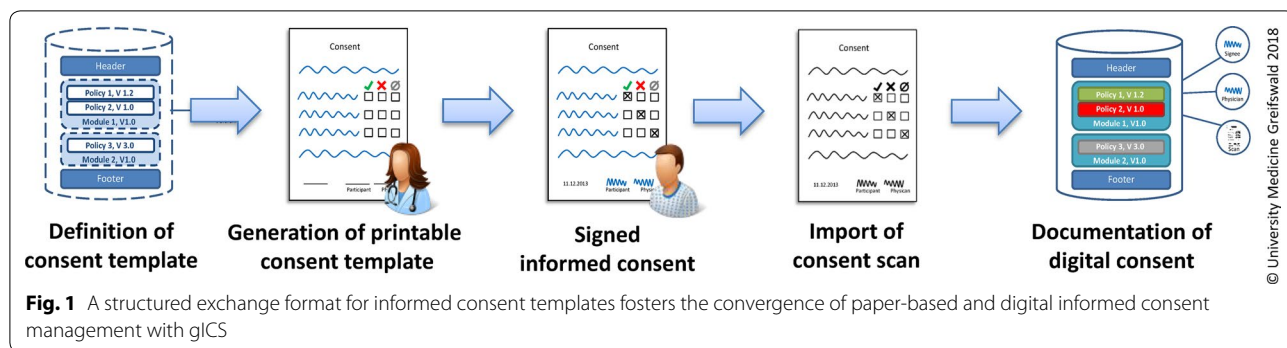 Header
Policy 1, V 1.2
Policy 2, V 1.0
Module 1, V1.0
Policy 3, V 3.0
Module 2, V1.0
Footer
Definition of
consent template
Consent
Participant
Generation of printable
consent template
Consent
11.12.2013
Participant
Signed
informed consent
Consent
11.12.2013
Participant Physican
Import of
consent scan
Header
Policy 1, V 1.2
Policy 2, V 1.0
Module 1, V1.0
Policy 3, V 3.0
Module 2, V1.0
Footer
Signee
Physician
Scan
Documentation of
digital consent
© University Medicine Greifswald 2018
Fig. 1 A structured exchange format for informed consent templates fosters the convergence of paper-based and digital informed consent
management with gICS